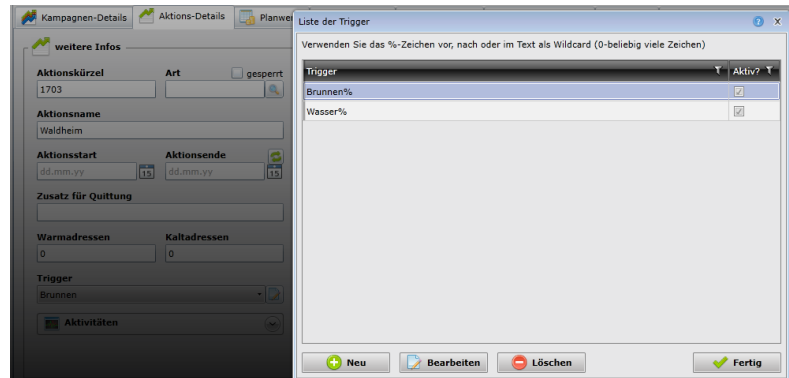 Kampagnen-Details Aktions-Details
weitere Infos
Aktionskürzel Art gesperrt
1703
Aktionsname
Waldheim
Aktionsstart Aktionsende
dd.mm.yy 15 dd.mm.yy 15
Zusatz für Quittung
Warmadressen Kaltadressen
0 0
Trigger
Brunnen
Aktivitäten
Liste der Trigger ? x
Verwenden Sie das %-Zeichen vor, nach oder im Text als Wildcard (0-beliebig viele Zeichen)
Trigger Aktiv?
Brunnen%
Wasser%
Neu Bearbeiten Löschen Fertig